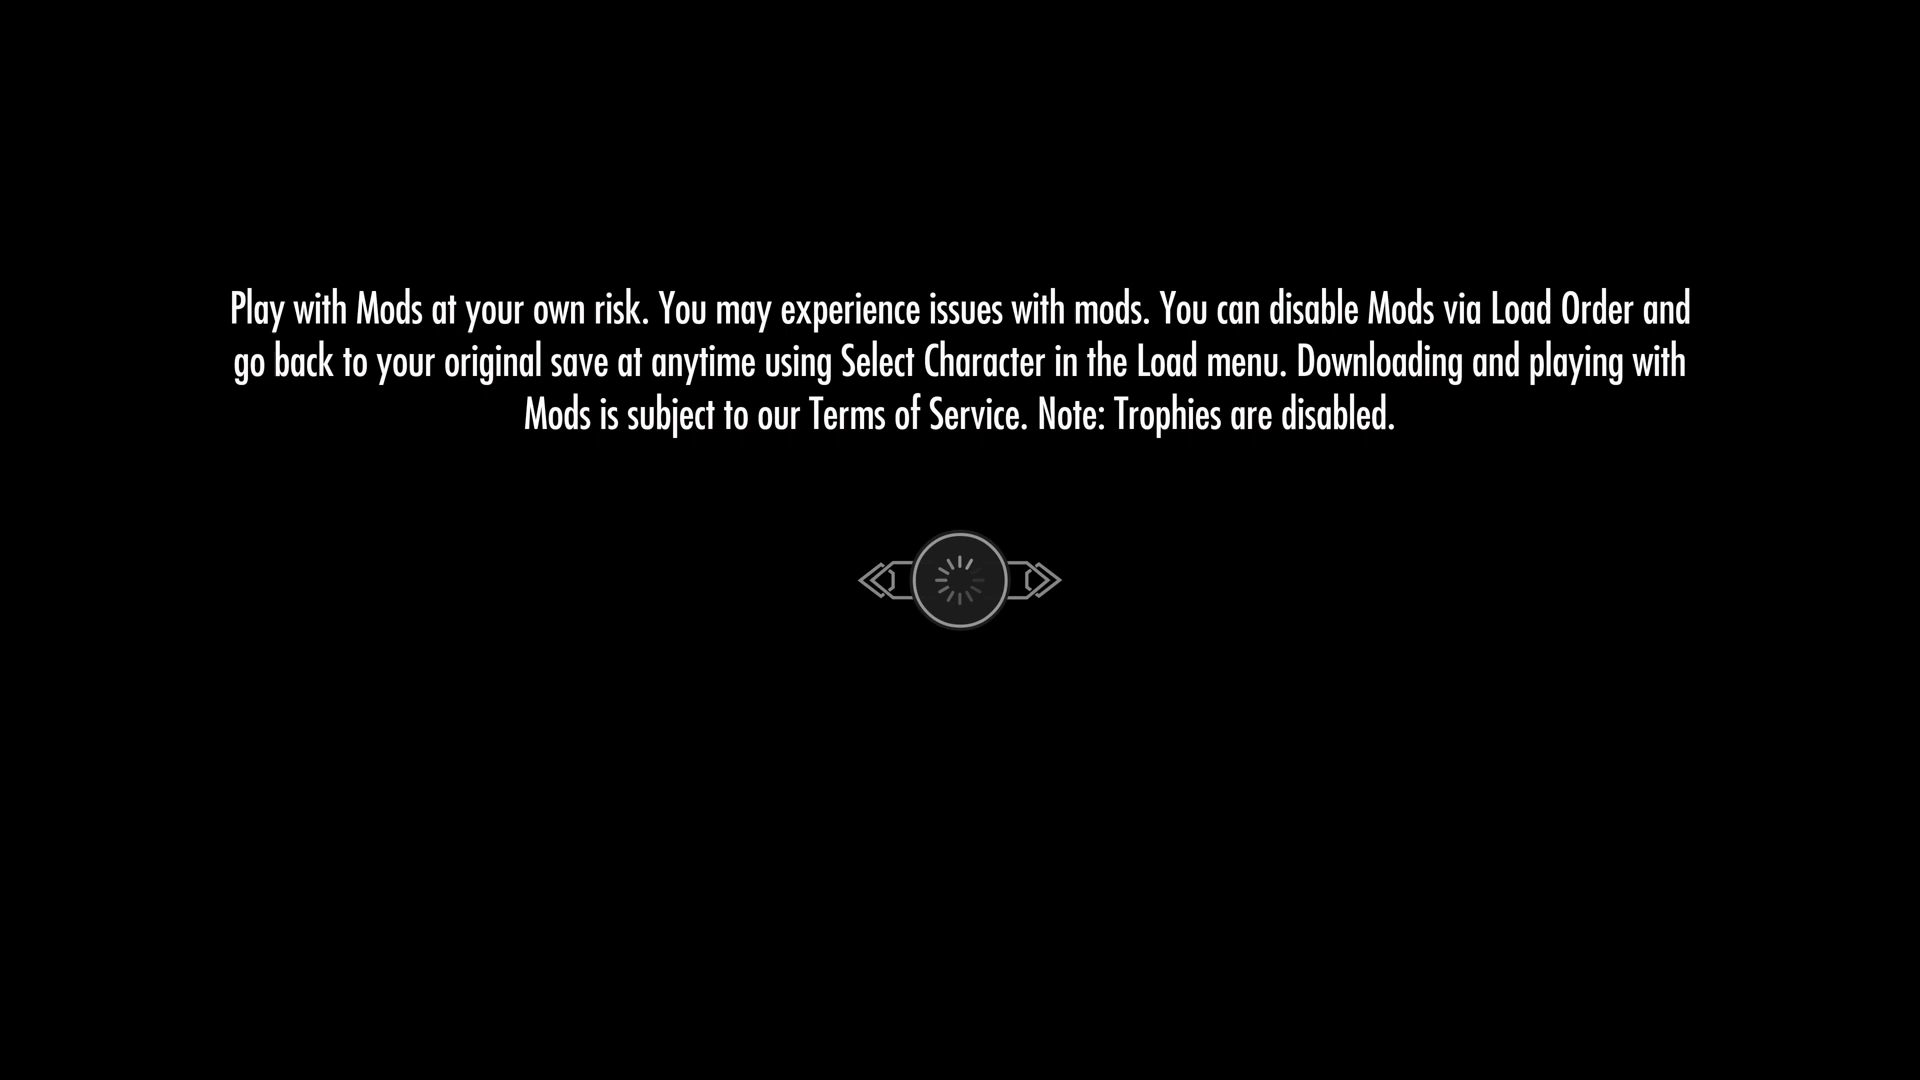 Play with Mods at your own risk. You may experience issues with mods. You can disable Mods via Load Order and
go back to your original save at anytime using Select Character in the Load menu. Downloading and playing with
Mods is subject to our Terms of Service. Note: Trophies are disabled.